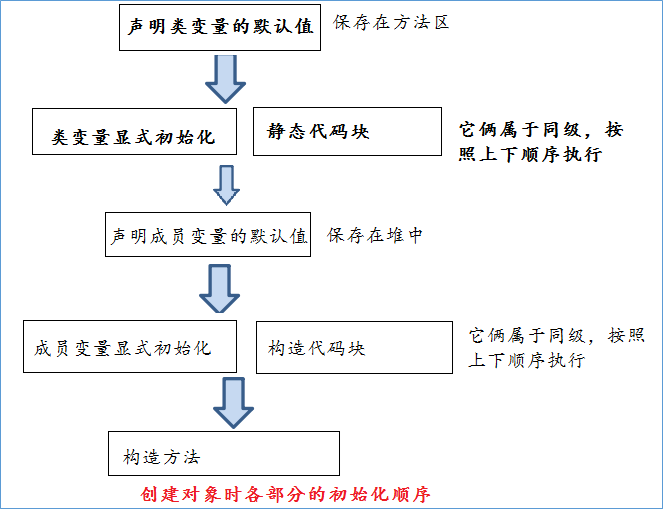 声明类变量的默认值
保存在方法区
类变量显式初始化
静态代码块
它俩属于同级，按
照上下顺序执行
声明成员变量的默认值
保存在堆中
成员变量显式初始化
构造代码块
它俩属于同级，按照
上下顺序执行
构造方法
创建对象时各部分的初始化顺序